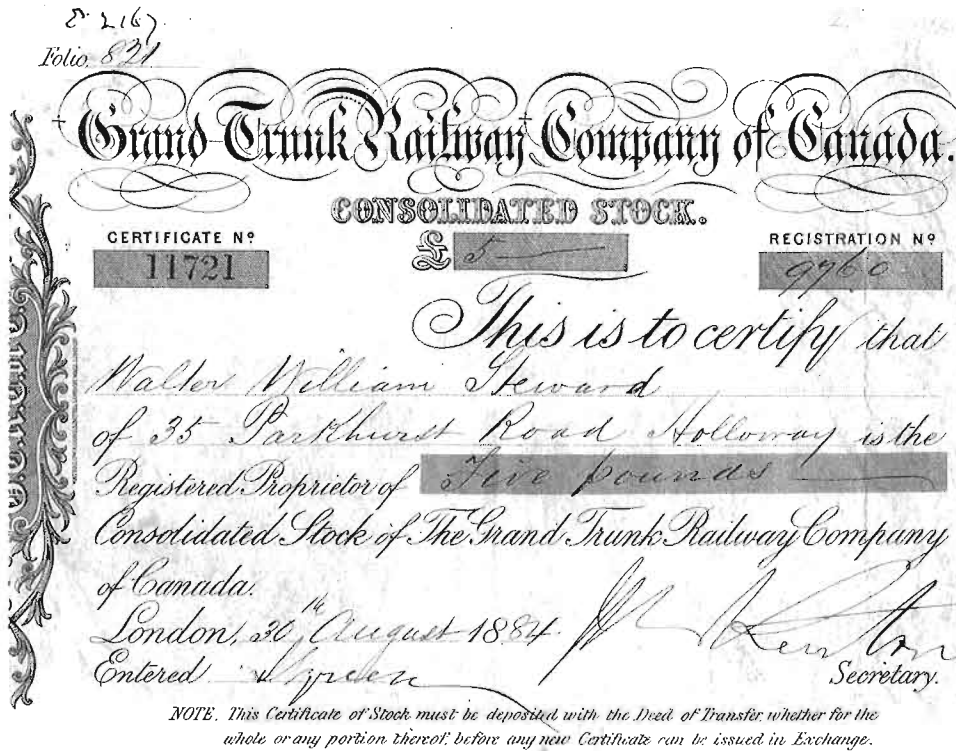 Folio. 821
Grand Trunk Railway Company of Canada.
CONSOLIDATED STOCK.
CERTIFICATE Nº
£ 5
REGISTRATION Nº
11721
9760
This is to certify that
Walter William Steward
of 35 Parkhurst Road Holloway is the
Registered Proprietor of Five pounds
Consolidated Stock of The Grand Trunk Railway Company
of Canada.
London, 30th August 1884
Entered
Secretary.
NOTE. This Certificate of Stock must be deposited with the Deed of Transfer, whether for the
whole or any portion thereof, before any new Certificate can be issued in Exchange.